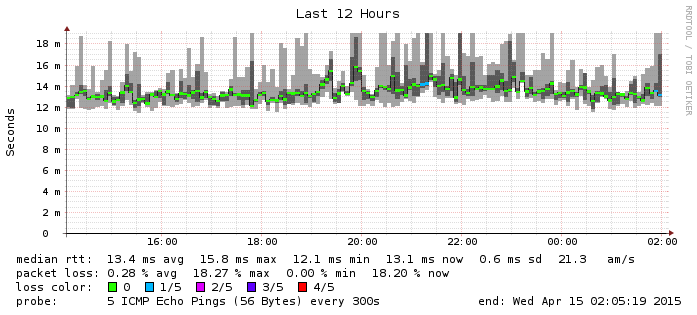 Last 12 Hours
RRDTOOL / TOBI OETIKER
Seconds
18 m
16 m
14 m
12 m
10 m
8 m
6 m
4 m
2 m
0
16:00 18:00 20:00 22:00 00:00 02:00
median rtt: 13.4 ms avg 15.8 ms max 12.1 ms min 13.1 ms now 0.6 ms sd 21.3 am/s
packet loss: 0.28 % avg 18.27 % max 0.00 % min 18.20 % now
loss color: 0 1/5 2/5 3/5 4/5
probe: 5 ICMP Echo Pings (56 Bytes) every 300s end: Wed Apr 15 02:05:19 2015